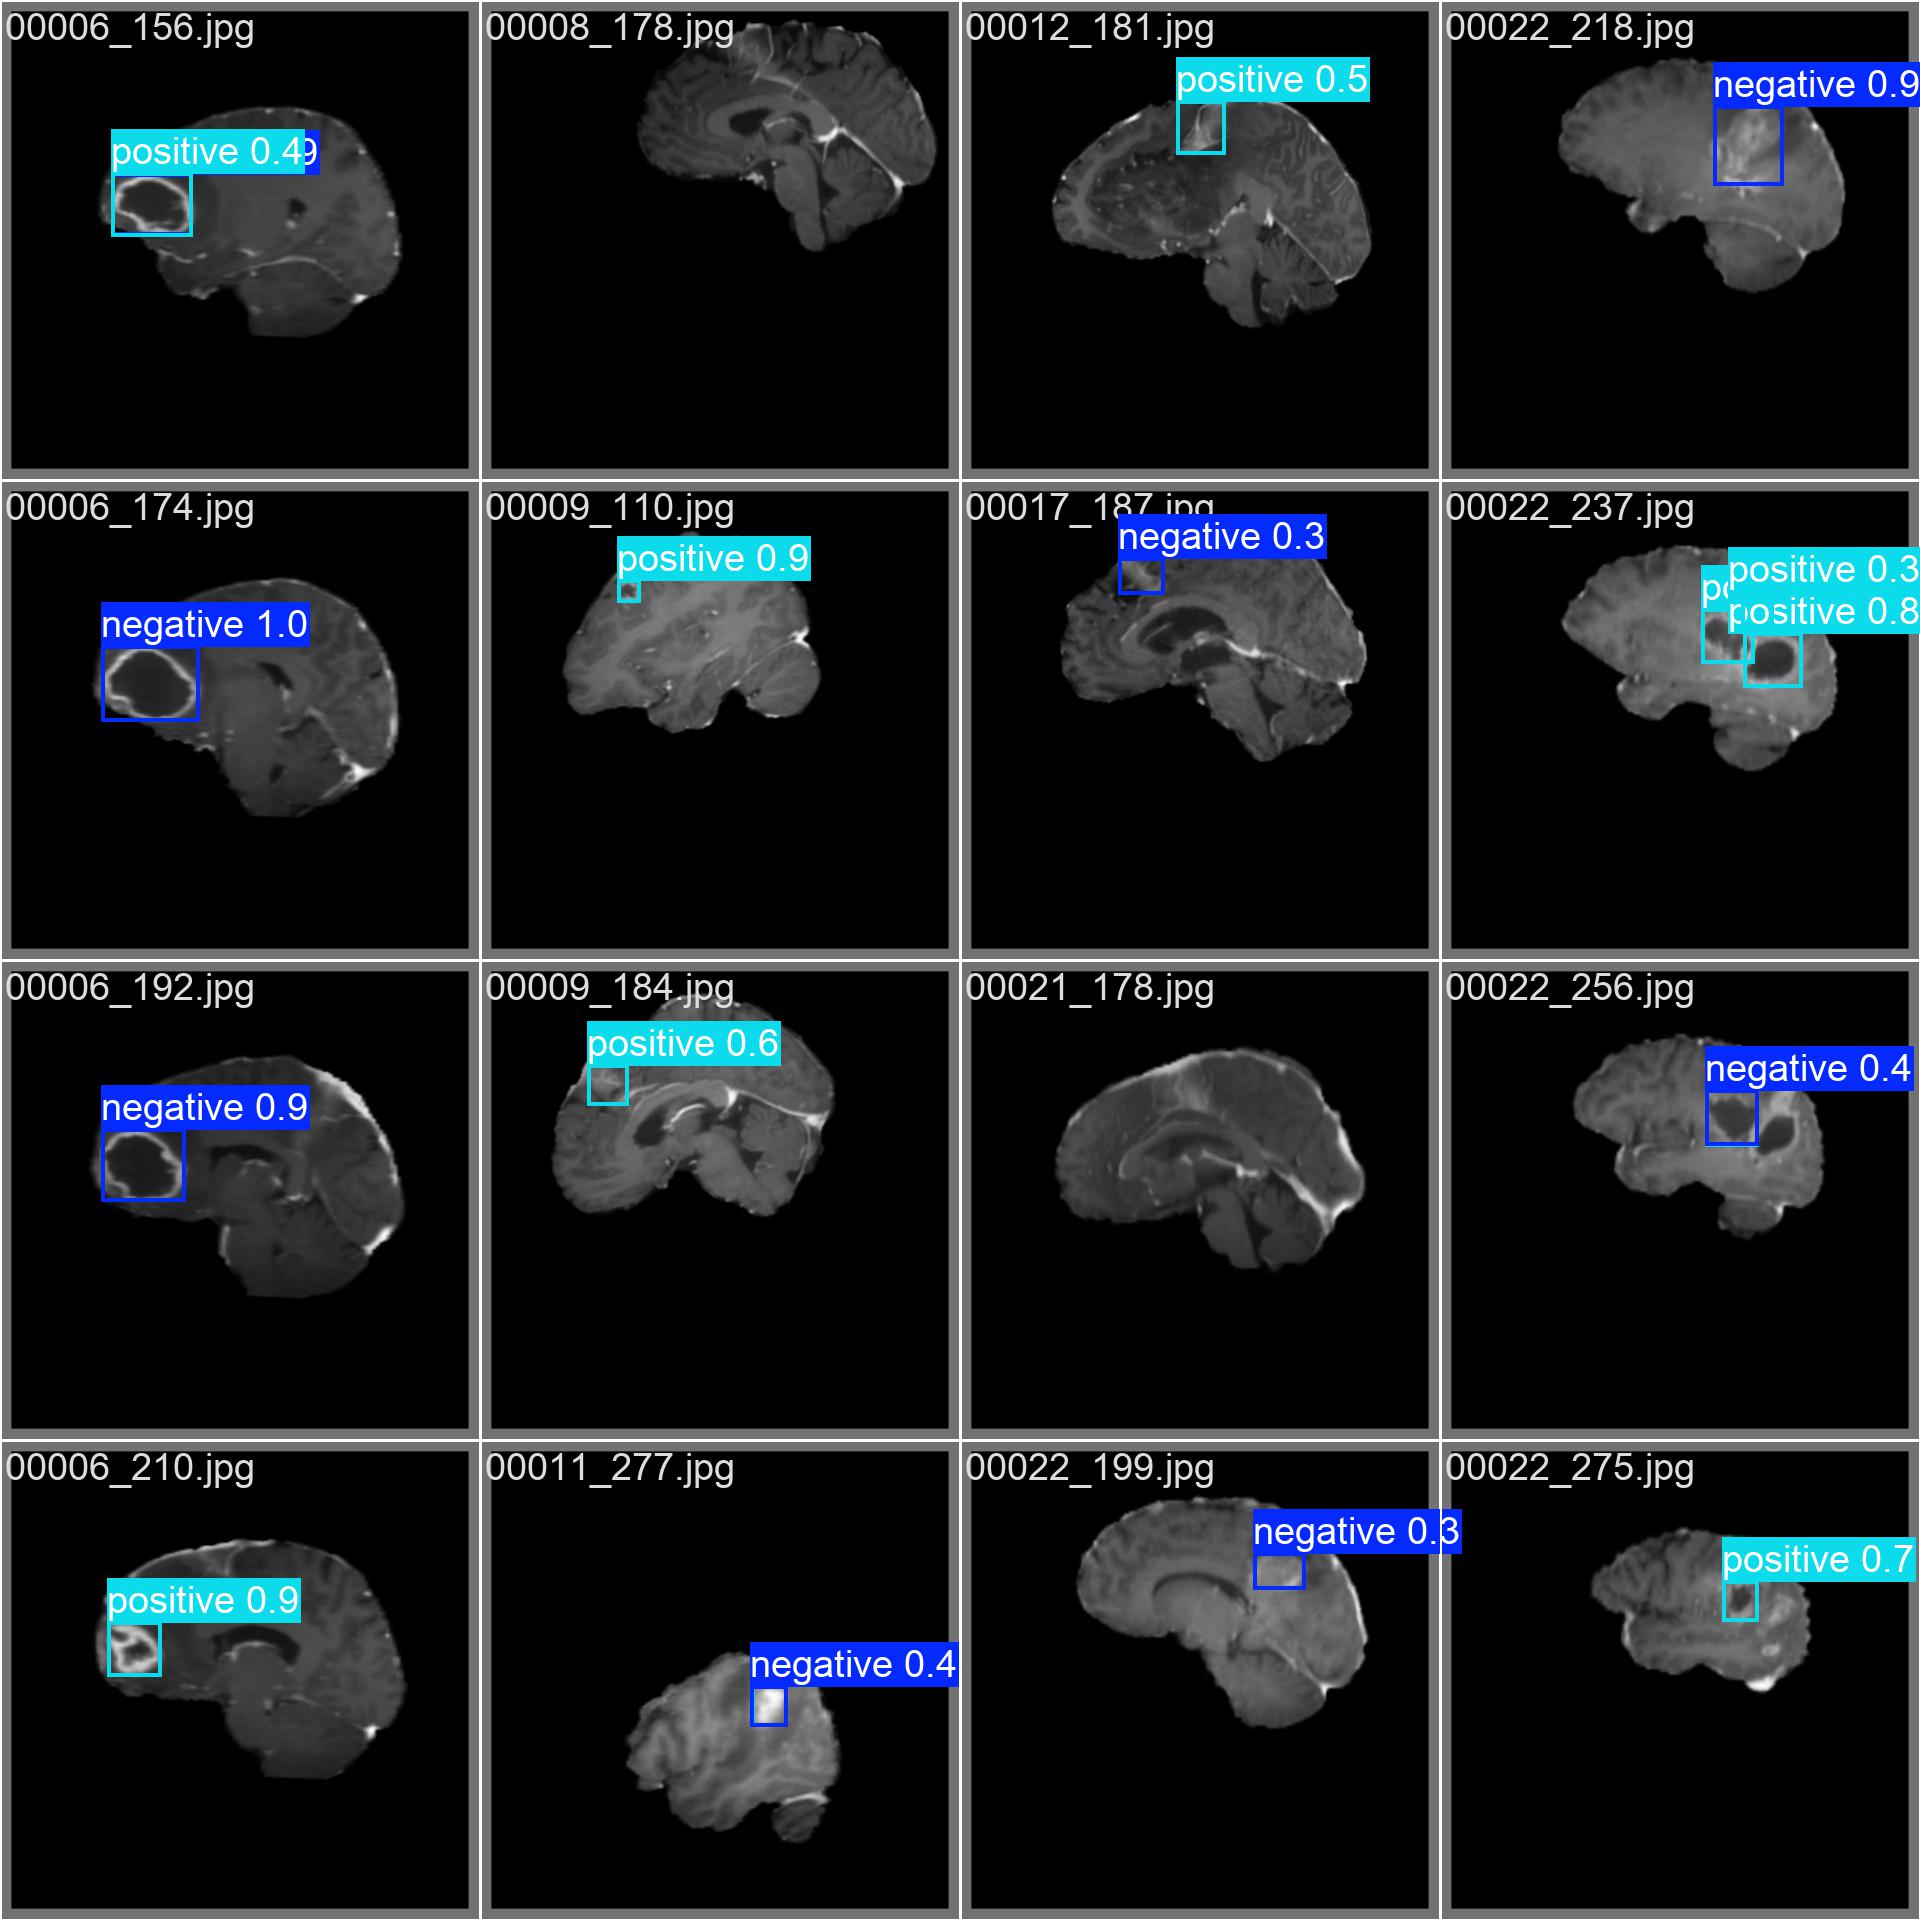 00006_156.jpg
positive 0.49
00008_178.jpg
00012_181.jpg
positive 0.5
00022_218.jpg
negative 0.9
00006_174.jpg
negative 1.0
00009_110.jpg
positive 0.9
00017_187.jpg
negative 0.3
00022_237.jpg
positive 0.3
positive 0.8
00006_192.jpg
negative 0.9
00009_184.jpg
positive 0.6
00021_178.jpg
00022_256.jpg
negative 0.4
00006_210.jpg
positive 0.9
00011_277.jpg
negative 0.4
00022_199.jpg
negative 0.3
00022_275.jpg
positive 0.7